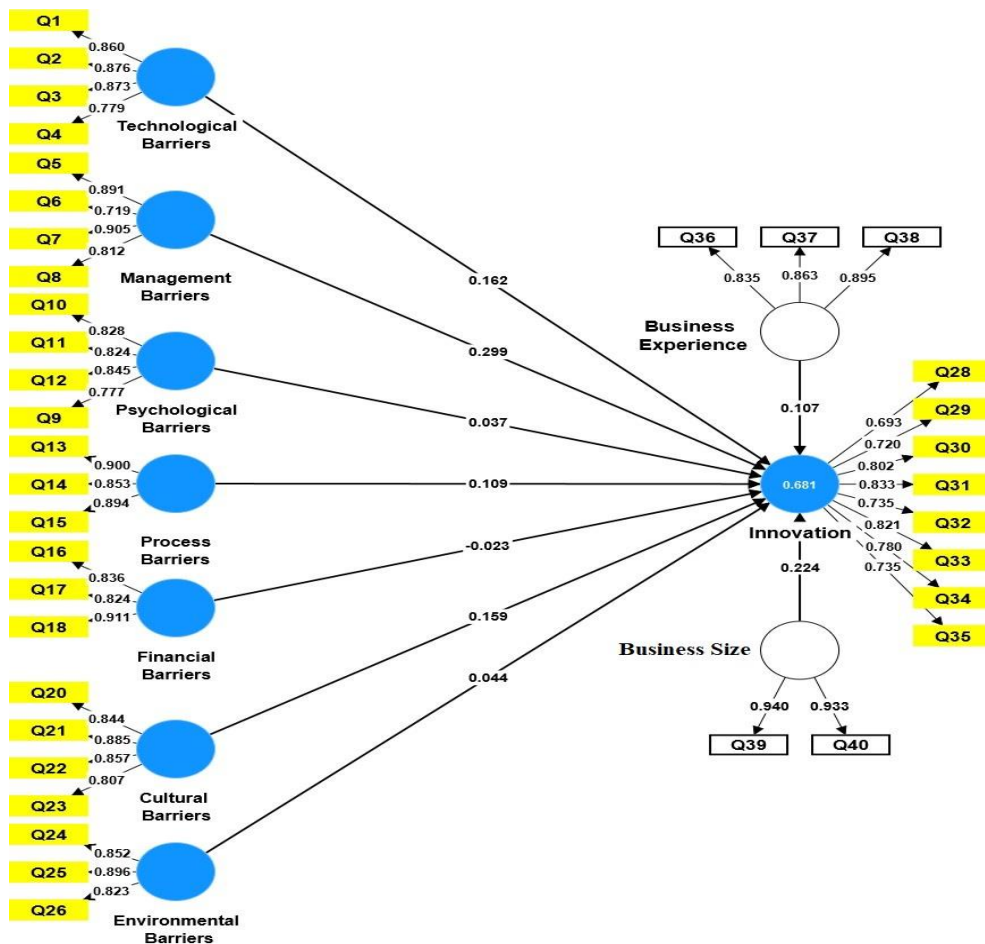 Q1
0.860
Q2
0.876
Q3
0.873
0.779
Q4
Technological
Barriers
Q5
0.891
Q6
0.719
Q7
0.905
0.812
Q8
Management
Barriers
Q10
0.828
Q11
0.824
Q12
0.845
0.777
Q9
Psychological
Barriers
Q13
0.900
Q14
0.853
Q15
0.894
Process
Barriers
Q16
0.836
Q17
0.824
Q18
0.911
Financial
Barriers
Q20
0.844
Q21
0.885
Q22
0.857
0.807
Q23
Cultural
Barriers
Q24
0.852
Q25
0.896
Q26
0.823
Environmental
Barriers
0.162
0.299
0.037
0.109
-0.023
0.159
0.044
Q36 Q37 Q38
0.835 0.863 0.895
Business
Experience
0.107
0.681
Innovation
0.224
Business Size
0.940 0.933
Q39 Q40
Q28
0.693
Q29
0.720
Q30
0.802
Q31
0.833
0.735
Q32
0.821
Q33
0.780
Q34
0.735
Q35